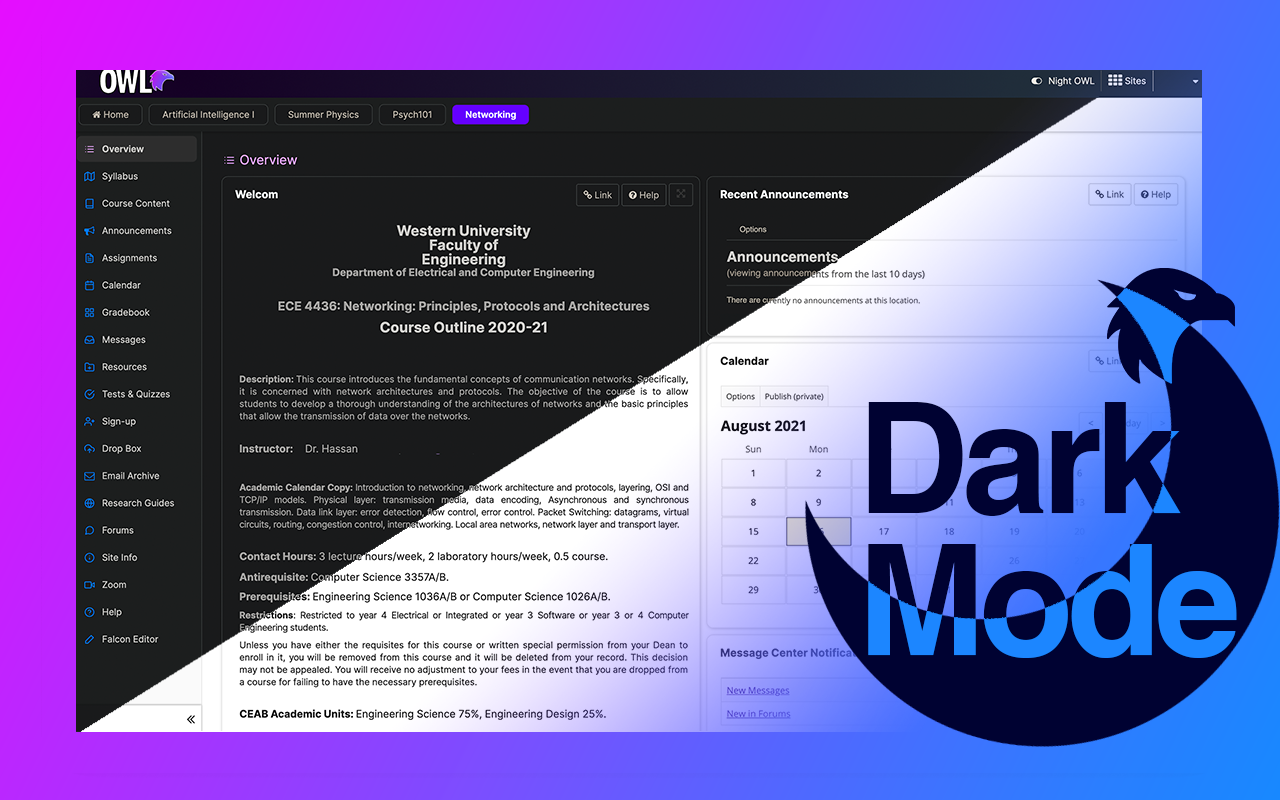 OWL
Night OWL
Sites
Home
Artificial Intelligence I
Summer Physics
Psych101
Networking
Overview
Syllabus
Course Content
Announcements
Assignments
Calendar
Gradebook
Messages
Resources
Tests & Quizzes
Sign-up
Drop Box
Email Archive
Research Guides
Forums
Site Info
Zoom
Help
Falcon Editor
Overview
Welcom
Link
Help
Western University
Faculty of
Engineering
Department of Electrical and Computer Engineering
ECE 4436: Networking: Principles, Protocols and Architectures
Course Outline 2020-21
Description: This course introduces the fundamental concepts of communication networks. Specifically,
it is concerned with network architectures and protocols. The objective of the course is to allow
students to develop a thorough understanding of the architectures of networks and the basic principles
that allow the transmission of data over the networks.
Instructor: Dr. Hassan
Academic Calendar Copy: Introduction to networking, network architecture and protocols, layering, OSI and
TCP/IP models. Physical layer: transmission media, data encoding, Asynchronous and synchronous
transmission. Data link layer: error detection, flow control, error control. Packet Switching: datagrams, virtual
circuits, routing, congestion control, internetworking. Local area networks, network layer and transport layer.
Contact Hours: 3 lecture hours/week, 2 laboratory hours/week, 0.5 course.
Antirequisite: Computer Science 3357A/B.
Prerequisites: Engineering Science 1036A/B or Computer Science 1026A/B.
Restrictions: Restricted to year 4 Electrical or Integrated or year 3 Software or year 3 or 4 Computer
Engineering students.
Unless you have either the requisites for this course or written special permission from your Dean to
enroll in it, you will be removed from this course and it will be deleted from your record. This decision
may not be appealed. You will receive no adjustment to your fees in the event that you are dropped from
a course for failing to have the necessary prerequisites.
CEAB Academic Units: Engineering Science 75%, Engineering Design 25%.
Recent Announcements
Link
Help
Options
Announcements
(viewing announcements from the last 10 days)
There are curently no announcements at this location.
Calendar
Options
Publish (private)
August 2021
< >
Sun Mon
1 2 6
8 9 11
15 17 18 19
22 26
29
Message Center
New Messages
New in Forums
Dark
Mode